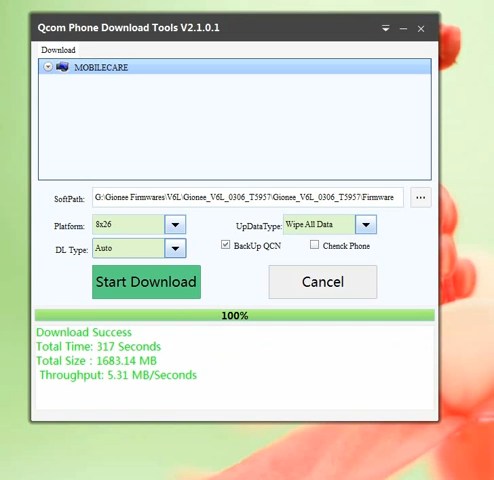 Qcom Phone Download Tools V2.1.0.1
Download
MOBILECARE
SoftPath: G:\Gionee Firmwares\V6L\Gionee_V6L_0306_T5957\Gionee_V6L_0306_T5957\Firmware ...
Platform: 8x26 UpDataType: Wipe All Data
DL Type: Auto BackUp QCN Chenck Phone
Start Download Cancel
100%
Download Success
Total Time: 317 Seconds
Total Size : 1683.14 MB
Throughput: 5.31 MB/Seconds